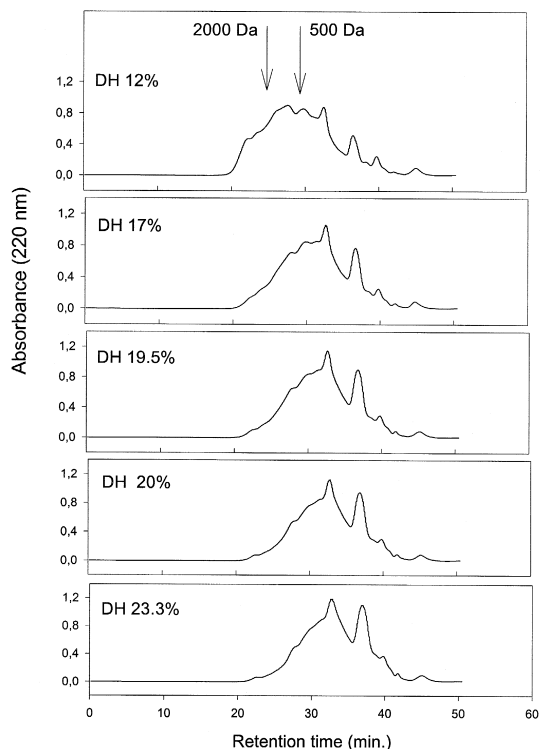 2000 Da 500 Da
DH 12%
1,2
0,8
0,4
0,0
DH 17%
1,2
0,8
0,4
0,0
DH 19.5%
1,2
0,8
0,4
0,0
DH 20%
1,2
0,8
0,4
0,0
DH 23.3%
1,2
0,8
0,4
0,0
Absorbance (220 nm)
0 10 20 30 40 50 60
Retention time (min.)